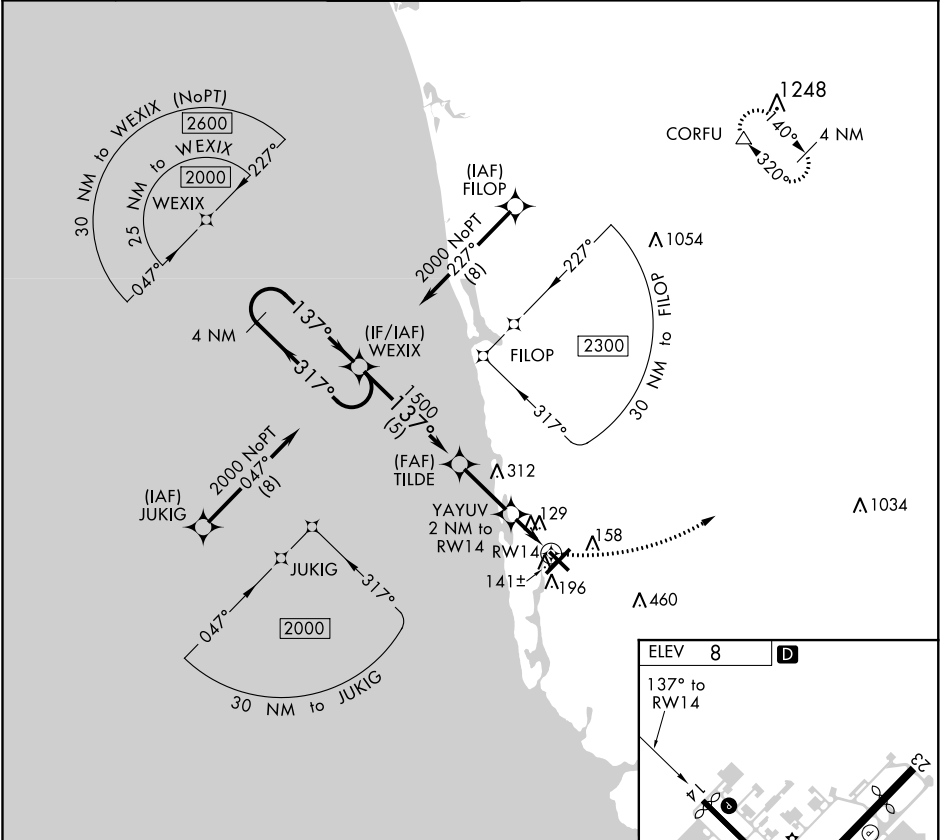 30 NM to WEXIX (NoPT)
2600
25 NM to WEXIX
2000
227°
WEXIX
047°
1248
CORFU
140°
4 NM
320°
(IAF)
FILOP
2000 NoPT
227°
(8)
1054
227°
FILOP
2300
30 NM to FILOP
317°
4 NM
137°
(IF/IAF)
WEXIX
317°
1500
137°
(5)
2000 NoPT
047°
(8)
(IAF)
JUKIG
(FAF)
TILDE
312
YAYUV
2 NM to
RW14
129
RW14
158
1034
141±
196
460
JUKIG
317°
047°
2000
30 NM to JUKIG
ELEV 8
D
137° to
RW14
14
23
P
P